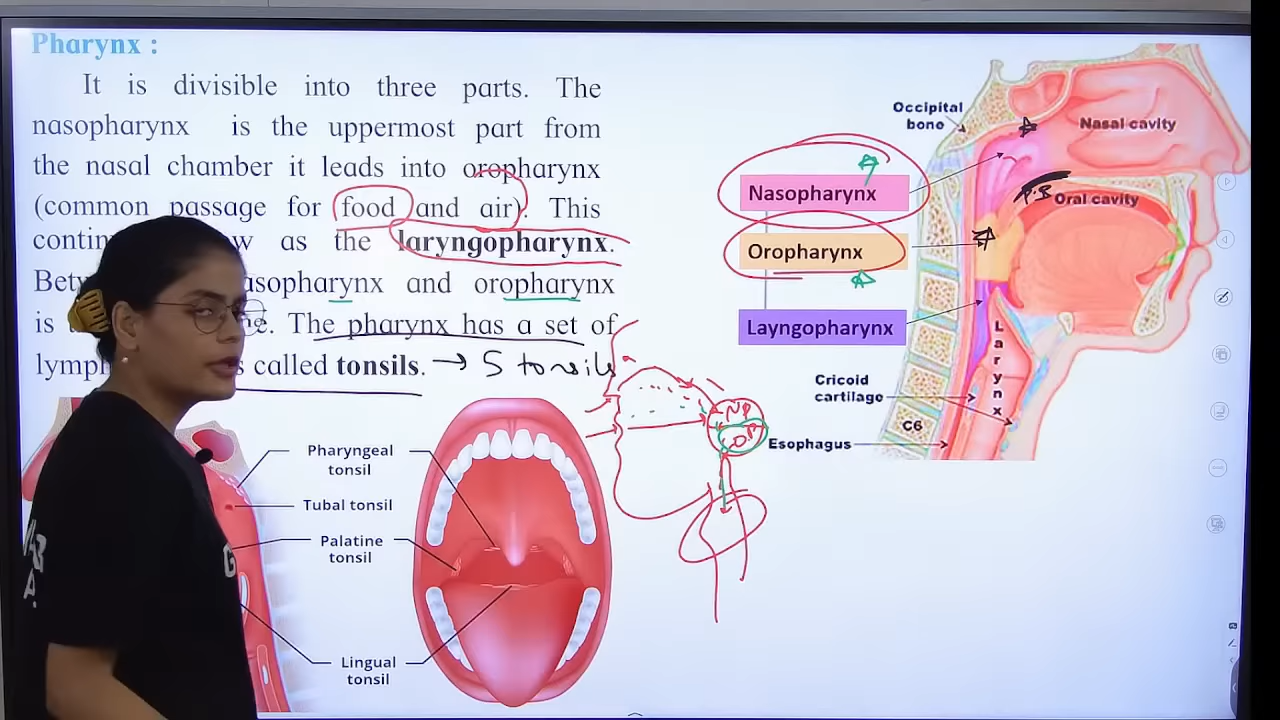 Pharynx :
It is divisible into three parts. The
nasopharynx is the uppermost part from
the nasal chamber it leads into oropharynx
(common passage for food and air). This
laryngopharynx.
as the
and oropharynx
is
The pharynx has a set of
called tonsils. → 5 tonsils
Pharyngeal
tonsil
Tubal tonsil
Palatine
tonsil
Lingual
tonsil
NP
OP
Occipital
bone
Nasal cavity
Nasopharynx
P.S
Oral cavity
Oropharynx
Layngopharynx
Larynx
Cricoid
cartilage
C6
Esophagus